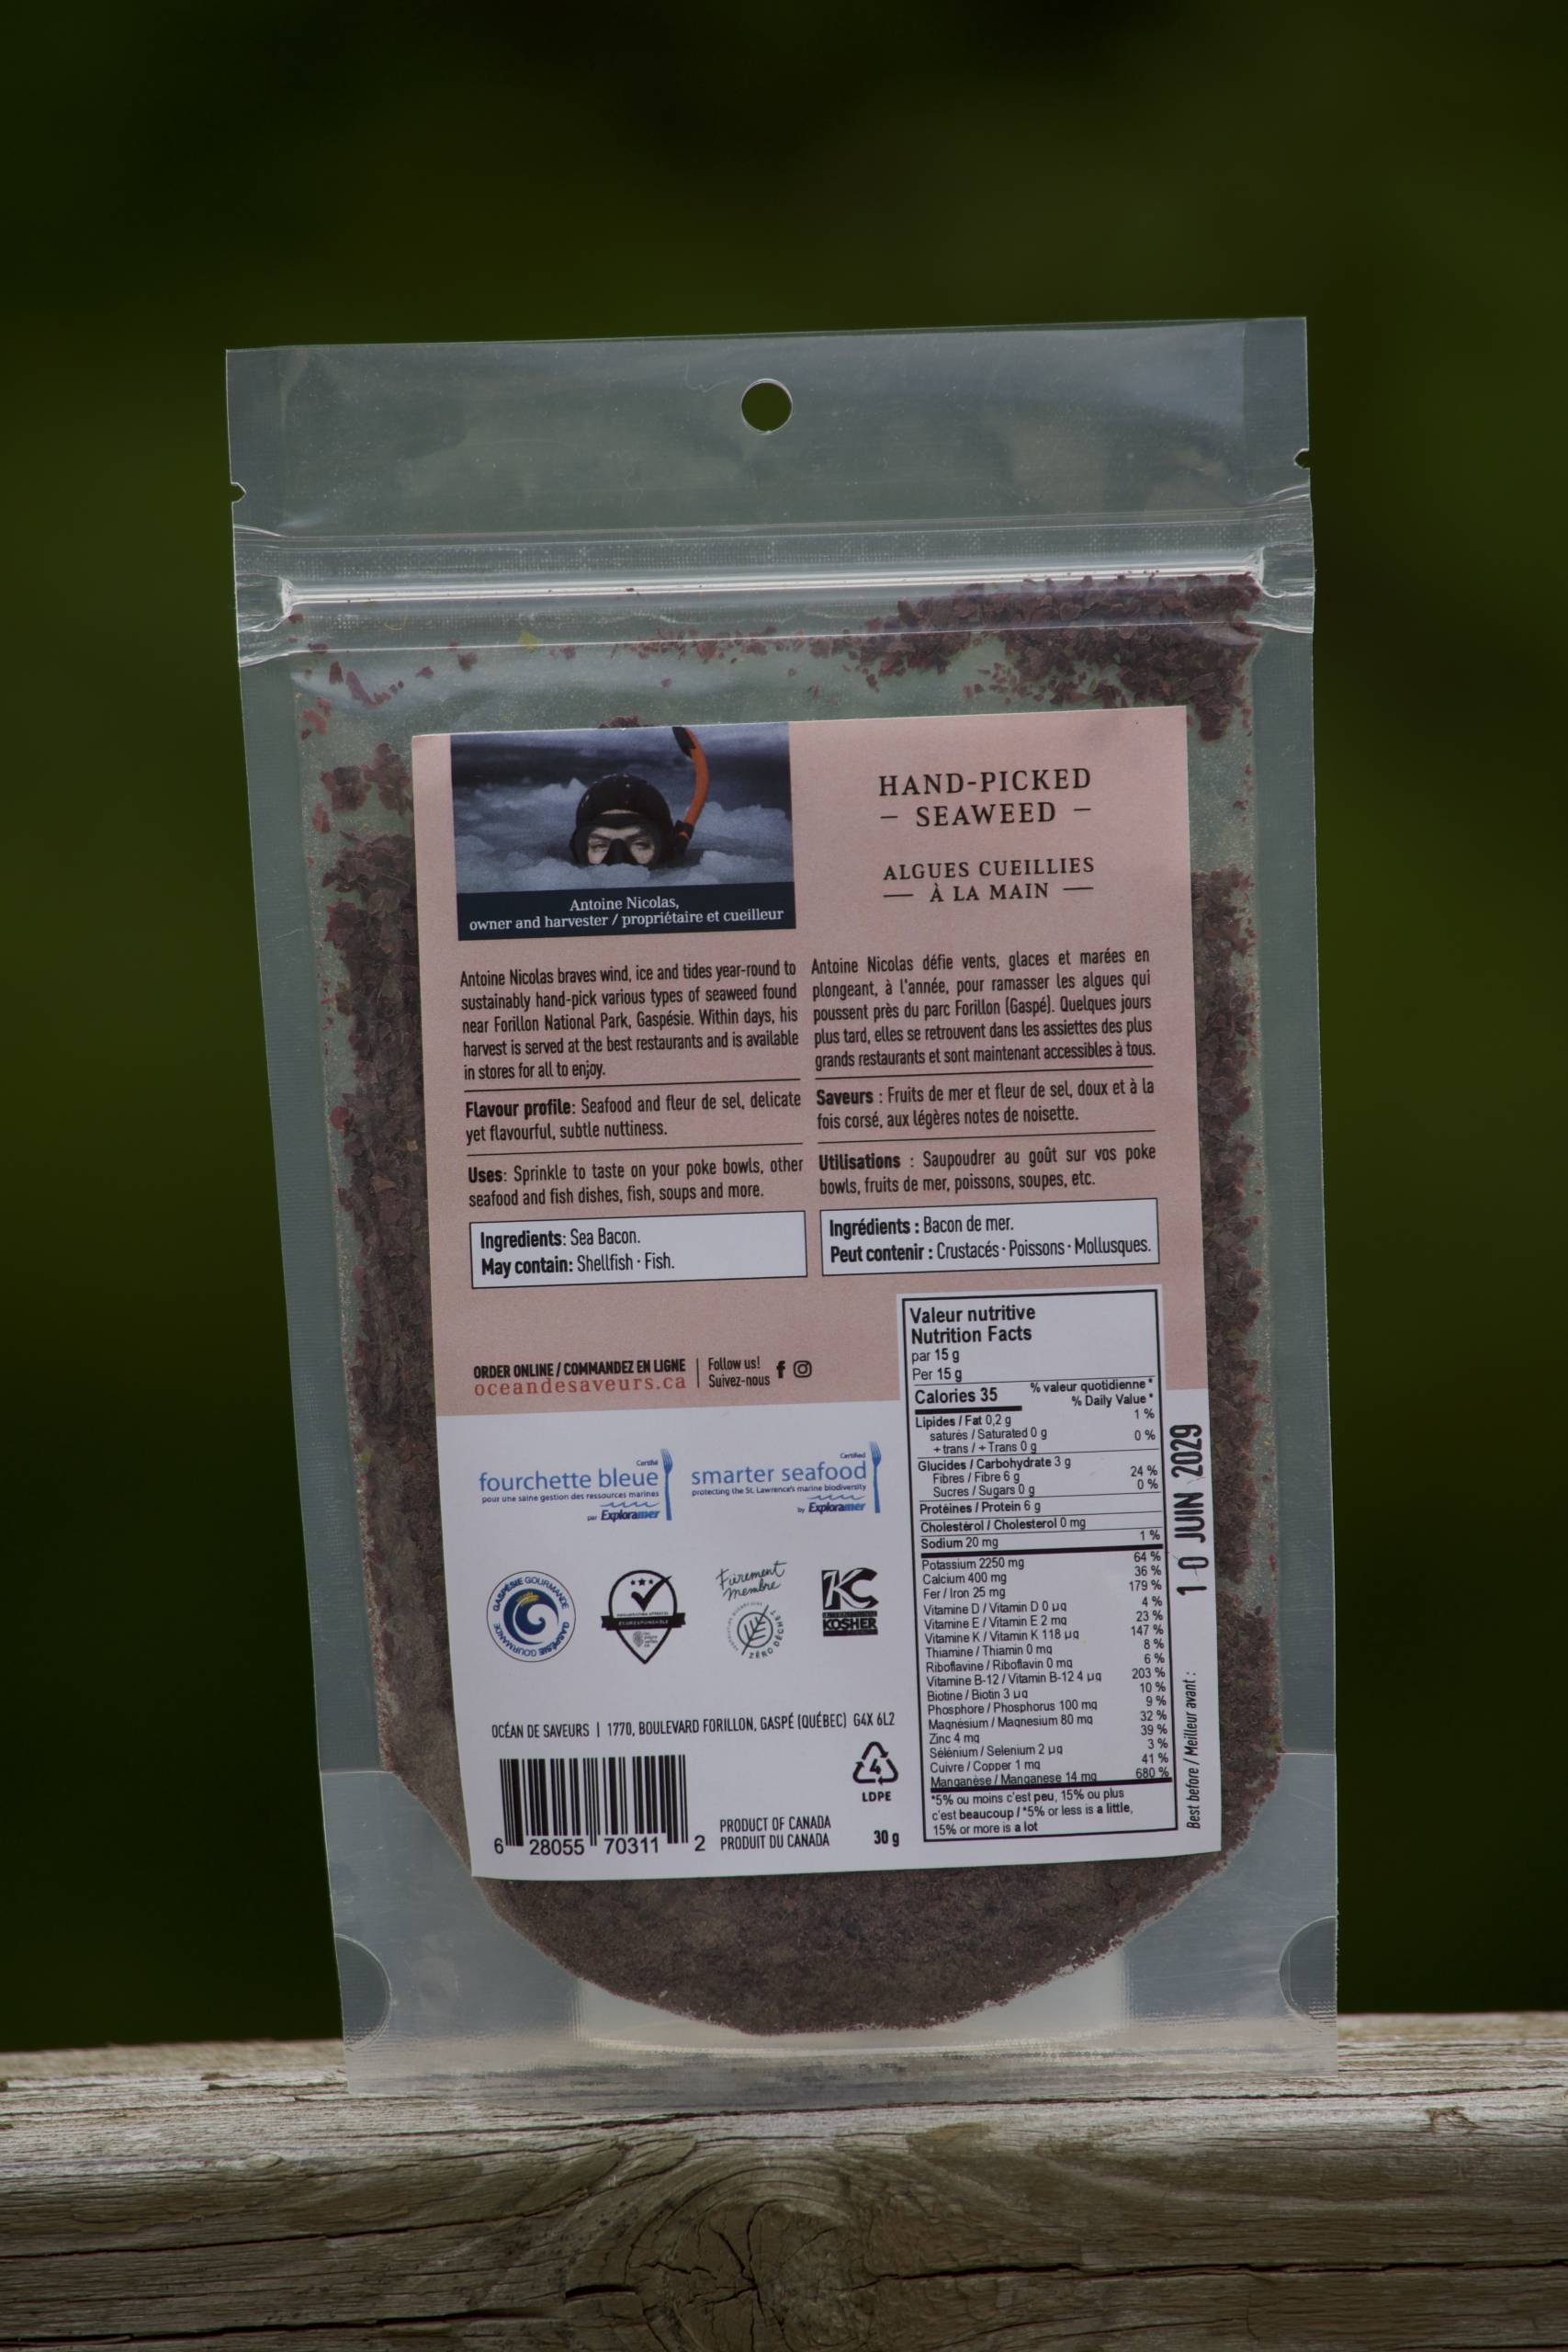 HAND-PICKED
– SEAWEED –
ALGUES CUEILLIES
— À LA MAIN —
Antoine Nicolas,
owner and harvester / propriétaire et cueilleur
Antoine Nicolas braves wind, ice and tides year-round to
sustainably hand-pick various types of seaweed found
near Forillon National Park, Gaspésie. Within days, his
harvest is served at the best restaurants and is available
in stores for all to enjoy.
Flavour profile: Seafood and fleur de sel, delicate
yet flavourful, subtle nuttiness.
Uses: Sprinkle to taste on your poke bowls, other
seafood and fish dishes, fish, soups and more.
Ingredients: Sea Bacon.
May contain: Shellfish · Fish.
Antoine Nicolas défie vents, glaces et marées en
plongeant, à l'année, pour ramasser les algues qui
poussent près du parc Forillon (Gaspé). Quelques jours
plus tard, elles se retrouvent dans les assiettes des plus
grands restaurants et sont maintenant accessibles à tous.
Saveurs : Fruits de mer et fleur de sel, doux et à la
fois corsé, aux légères notes de noisette.
Utilisations : Saupoudrer au goût sur vos poke
bowls, fruits de mer, poissons, soupes, etc.
Ingrédients : Bacon de mer.
Peut contenir : Crustacés · Poissons · Mollusques.
ORDER ONLINE / COMMANDEZ EN LIGNE
oceandesaveurs.ca
Follow us!
Suivez-nous
Certifié
fourchette bleue
pour une saine gestion des ressources marines
par Exploramer
Certified
smarter seafood
protecting the St. Lawrence's marine biodiversity
by Exploramer
GASPÉSIE GOURMANDE
GASPÉSIE GOURMANDE
Fièrement
membre
ZÉRO DÉCHET
KC
KOSHER
OCÉAN DE SAVEURS | 1770, BOULEVARD FORILLON, GASPÉ (QUÉBEC) G4X 6L2
6 28055 70311 2
PRODUCT OF CANADA
PRODUIT DU CANADA
4
LDPE
30 g
Valeur nutritive
Nutrition Facts
par 15 g
Per 15 g
Calories 35
% valeur quotidienne*
% Daily Value*
Lipides / Fat 0,2 g 1 %
saturés / Saturated 0 g 0 %
+ trans / + Trans 0 g
Glucides / Carbohydrate 3 g
Fibres / Fibre 6 g 24 %
Sucres / Sugars 0 g 0 %
Protéines / Protein 6 g
Cholestérol / Cholesterol 0 mg
Sodium 20 mg 1 %
Potassium 2250 mg 64 %
Calcium 400 mg 36 %
Fer / Iron 25 mg 179 %
Vitamine D / Vitamin D 0 µg 4 %
Vitamine E / Vitamin E 2 mg 23 %
Vitamine K / Vitamin K 118 µg 147 %
Thiamine / Thiamin 0 mg 8 %
Riboflavine / Riboflavin 0 mg 6 %
Vitamine B-12 / Vitamin B-12 4 µg 203 %
Biotine / Biotin 3 µg 10 %
Phosphore / Phosphorus 100 mg 9 %
Magnésium / Magnesium 80 mg 32 %
Zinc 4 mg 39 %
Sélénium / Selenium 2 µg 3 %
Cuivre / Copper 1 mg 41 %
Manganèse / Manganese 14 mg 680 %
*5% ou moins c'est peu, 15% ou plus
c'est beaucoup / *5% or less is a little,
15% or more is a lot
Best before / Meilleur avant :
10 JUIN 2029